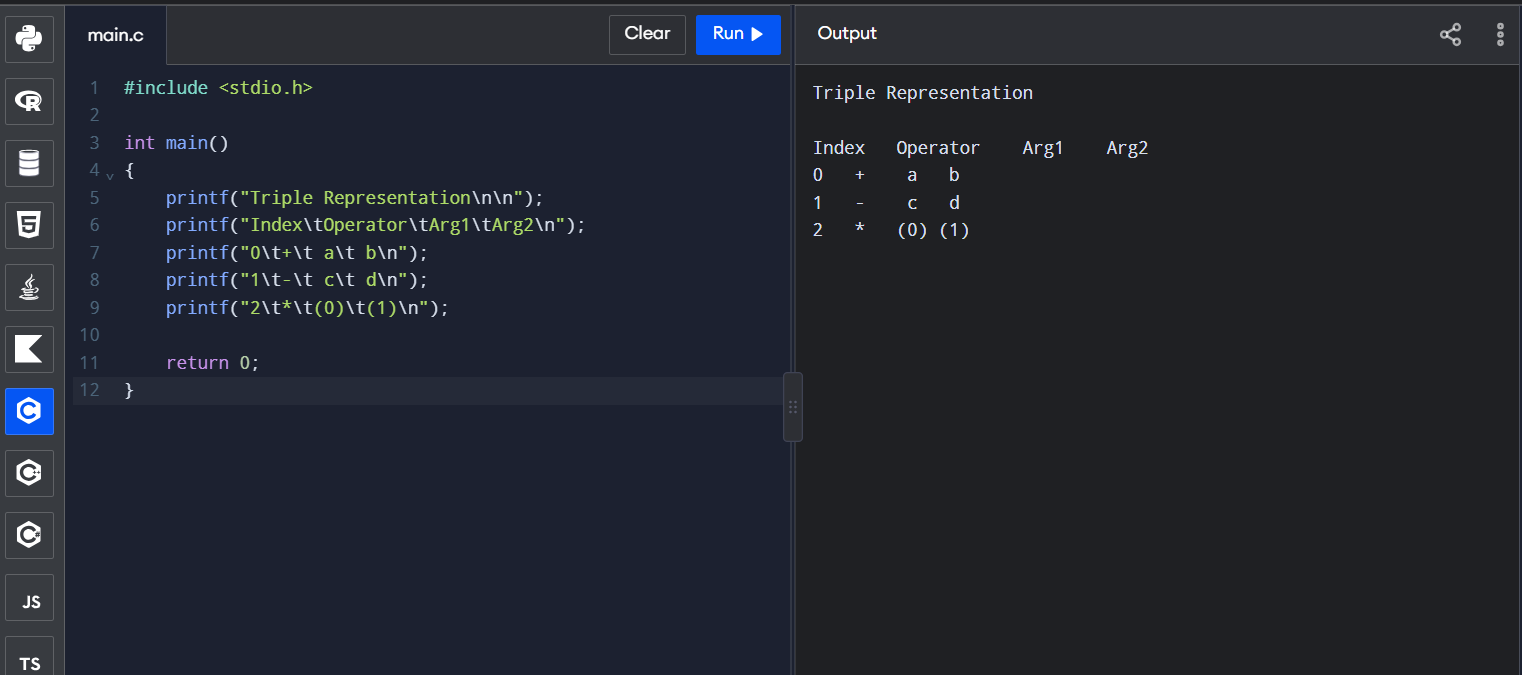 main.c
Clear
Run
1 #include <stdio.h>
2
3 int main()
4 {
5     printf("Triple Representation\n\n");
6     printf("Index\tOperator\tArg1\tArg2\n");
7     printf("0\t+\t a\t b\n");
8     printf("1\t-\t c\t d\n");
9     printf("2\t*\t(0)\t(1)\n");
10
11     return 0;
12 }
Output
Triple Representation
Index   Operator    Arg1    Arg2
0   +    a   b
1   -    c   d
2   *   (0) (1)
R
5
C
C++
C#
JS
TS